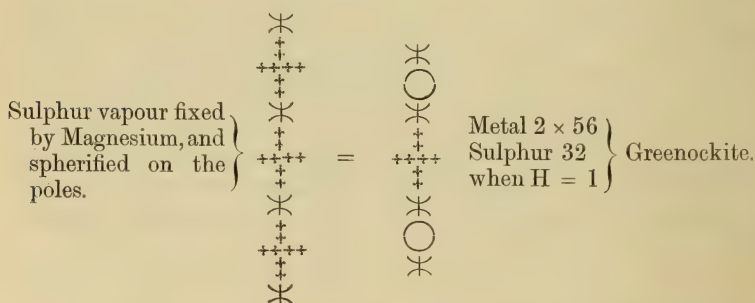 Sulphur vapour fixed
by Magnesium, and
spherified on the
poles.
=
Metal 2 × 56
Sulphur 32
when H = 1
Greenockite.